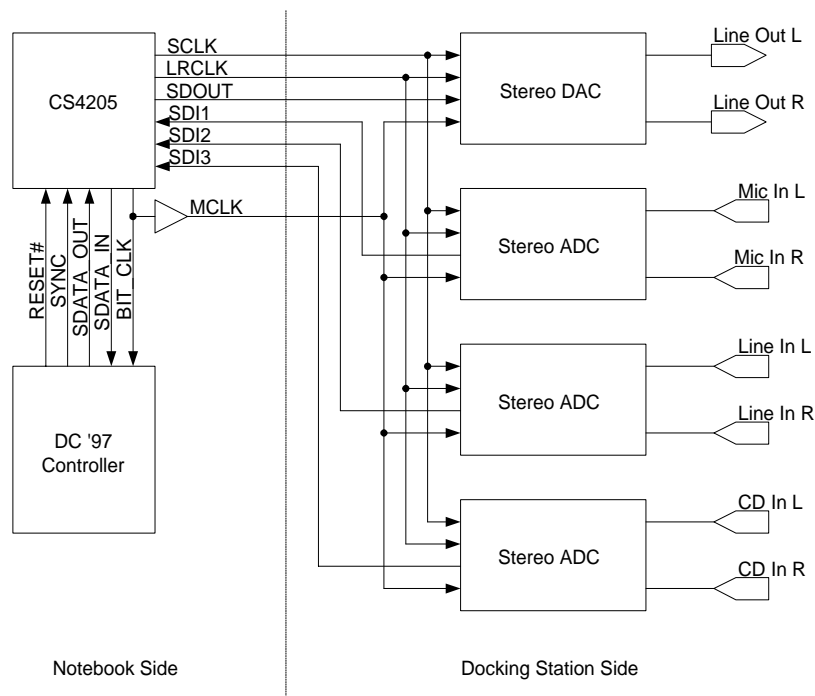 CS4205
SCLK
LRCLK
SDOUT
SDI1
SDI2
SDI3
MCLK
RESET#
SYNC
SDATA_OUT
SDATA_IN
BIT_CLK
DC '97
Controller
Stereo DAC
Line Out L
Line Out R
Stereo ADC
Mic In L
Mic In R
Stereo ADC
Line In L
Line In R
Stereo ADC
CD In L
CD In R
Notebook Side
Docking Station Side